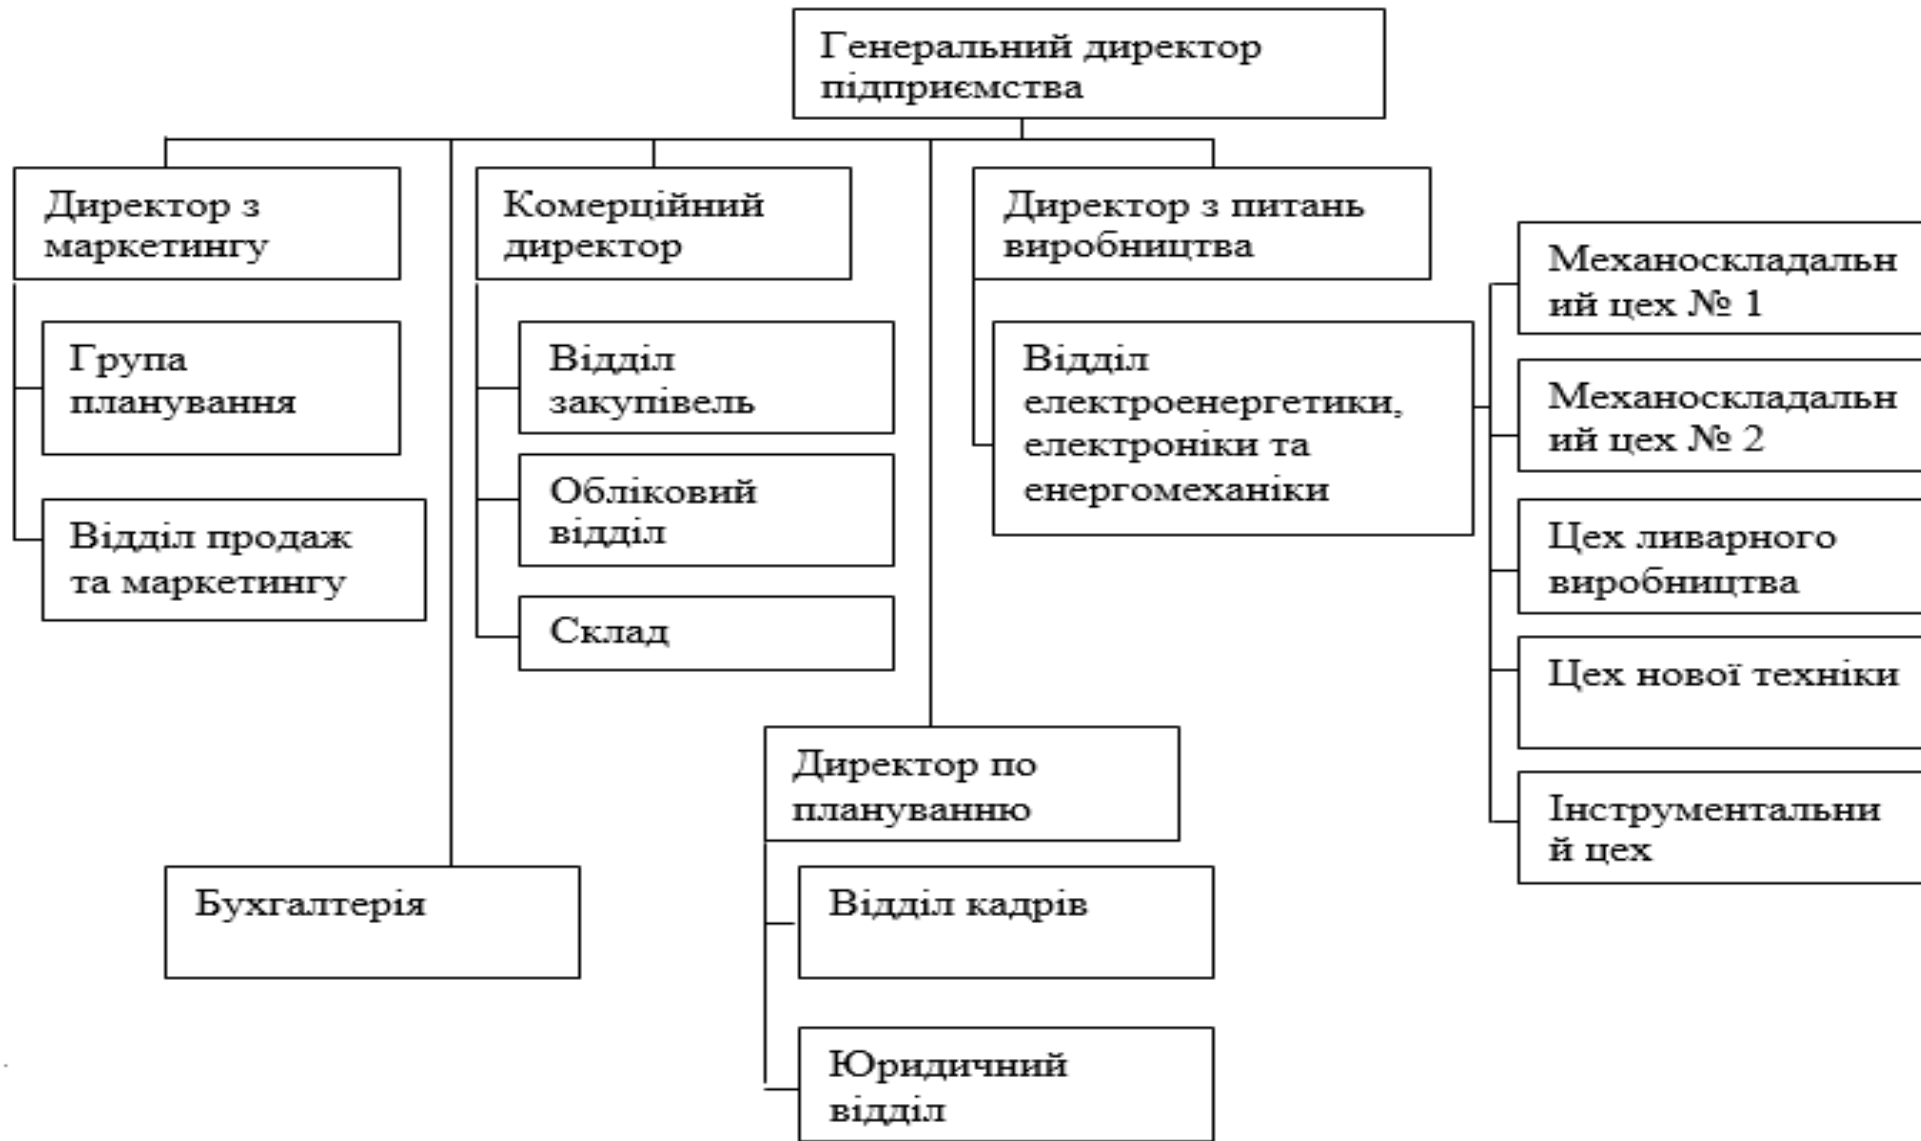 Генеральний директор
підприємства
Директор з
маркетингу
Комерційний
директор
Директор з питань
виробництва
Група
планування
Відділ продаж
та маркетингу
Відділ
закупівель
Обліковий
відділ
Склад
Відділ
електроенергетики,
електроніки та
енергомеханіки
Механоскладальн
ий цех № 1
Механоскладальн
ий цех № 2
Цех ливарного
виробництва
Цех нової техніки
Інструментальни
й цех
Директор по
плануванню
Бухгалтерія
Відділ кадрів
Юридичний
відділ